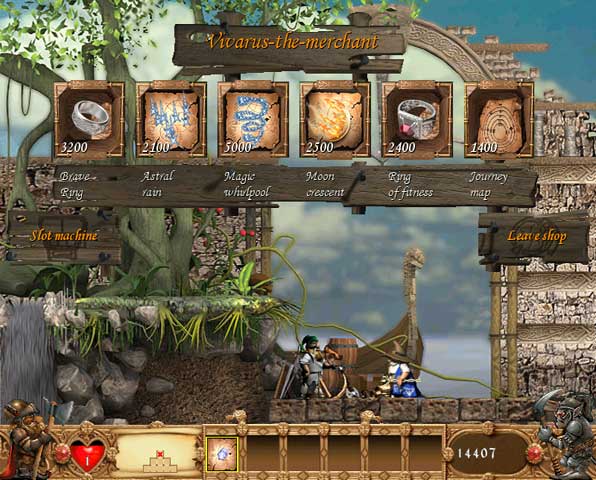 Vivarus-the-merchant
3200 2100 5000 2500 2400 1400
Brave Astral Magic Moon Ring Journey
Ring rain whirlpool crescent of fitness map
Slot machine Leave shop
1 14407